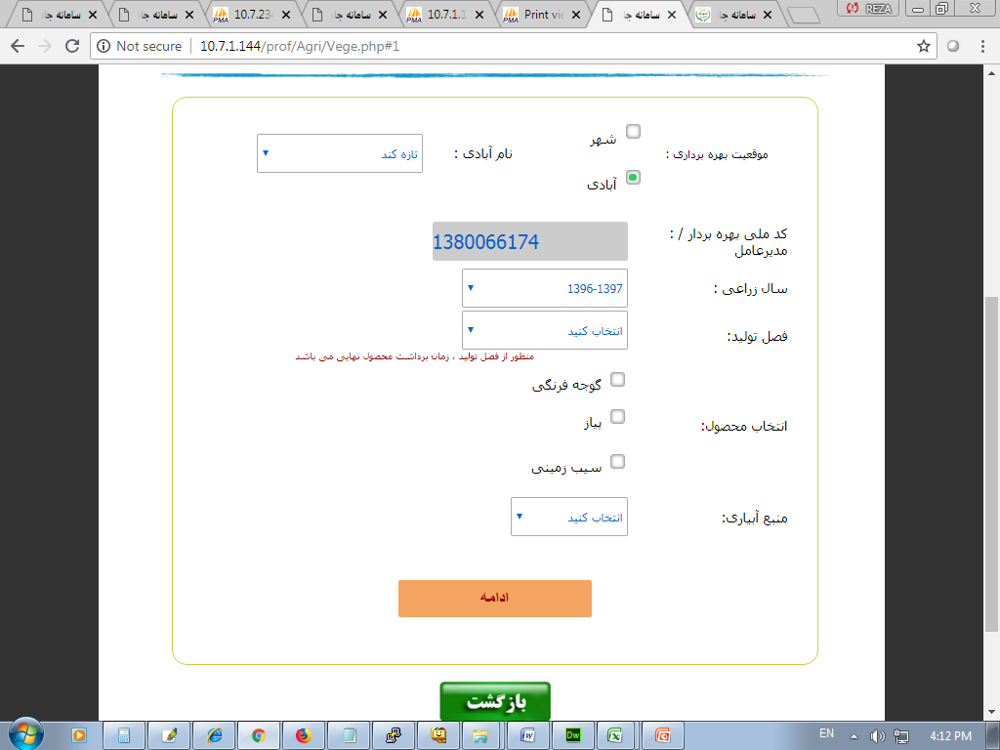 سامانه جا
سامانه جا
10.7.23
سامانه جا
10.7.1.1
Print vie
سامانه جا
سامانه جا
REZA
Not secure
10.7.1.144/prof/Agri/Vege.php#1
شهر
موقعیت بهره برداری :
نام آبادی :
تازه کند
آبادی
کد ملی بهره بردار / :
مدیرعامل
1380066174
سال زراعی :
1396-1397
فصل تولید:
انتخاب کنید
منظور از فصل تولید ، زمان برداشت محصول نهایی می باشد
گوجه فرنگی
انتخاب محصول:
پیاز
سیب زمینی
منبع آبیاری:
انتخاب کنید
ادامه
بازگشت
EN
4:12 PM